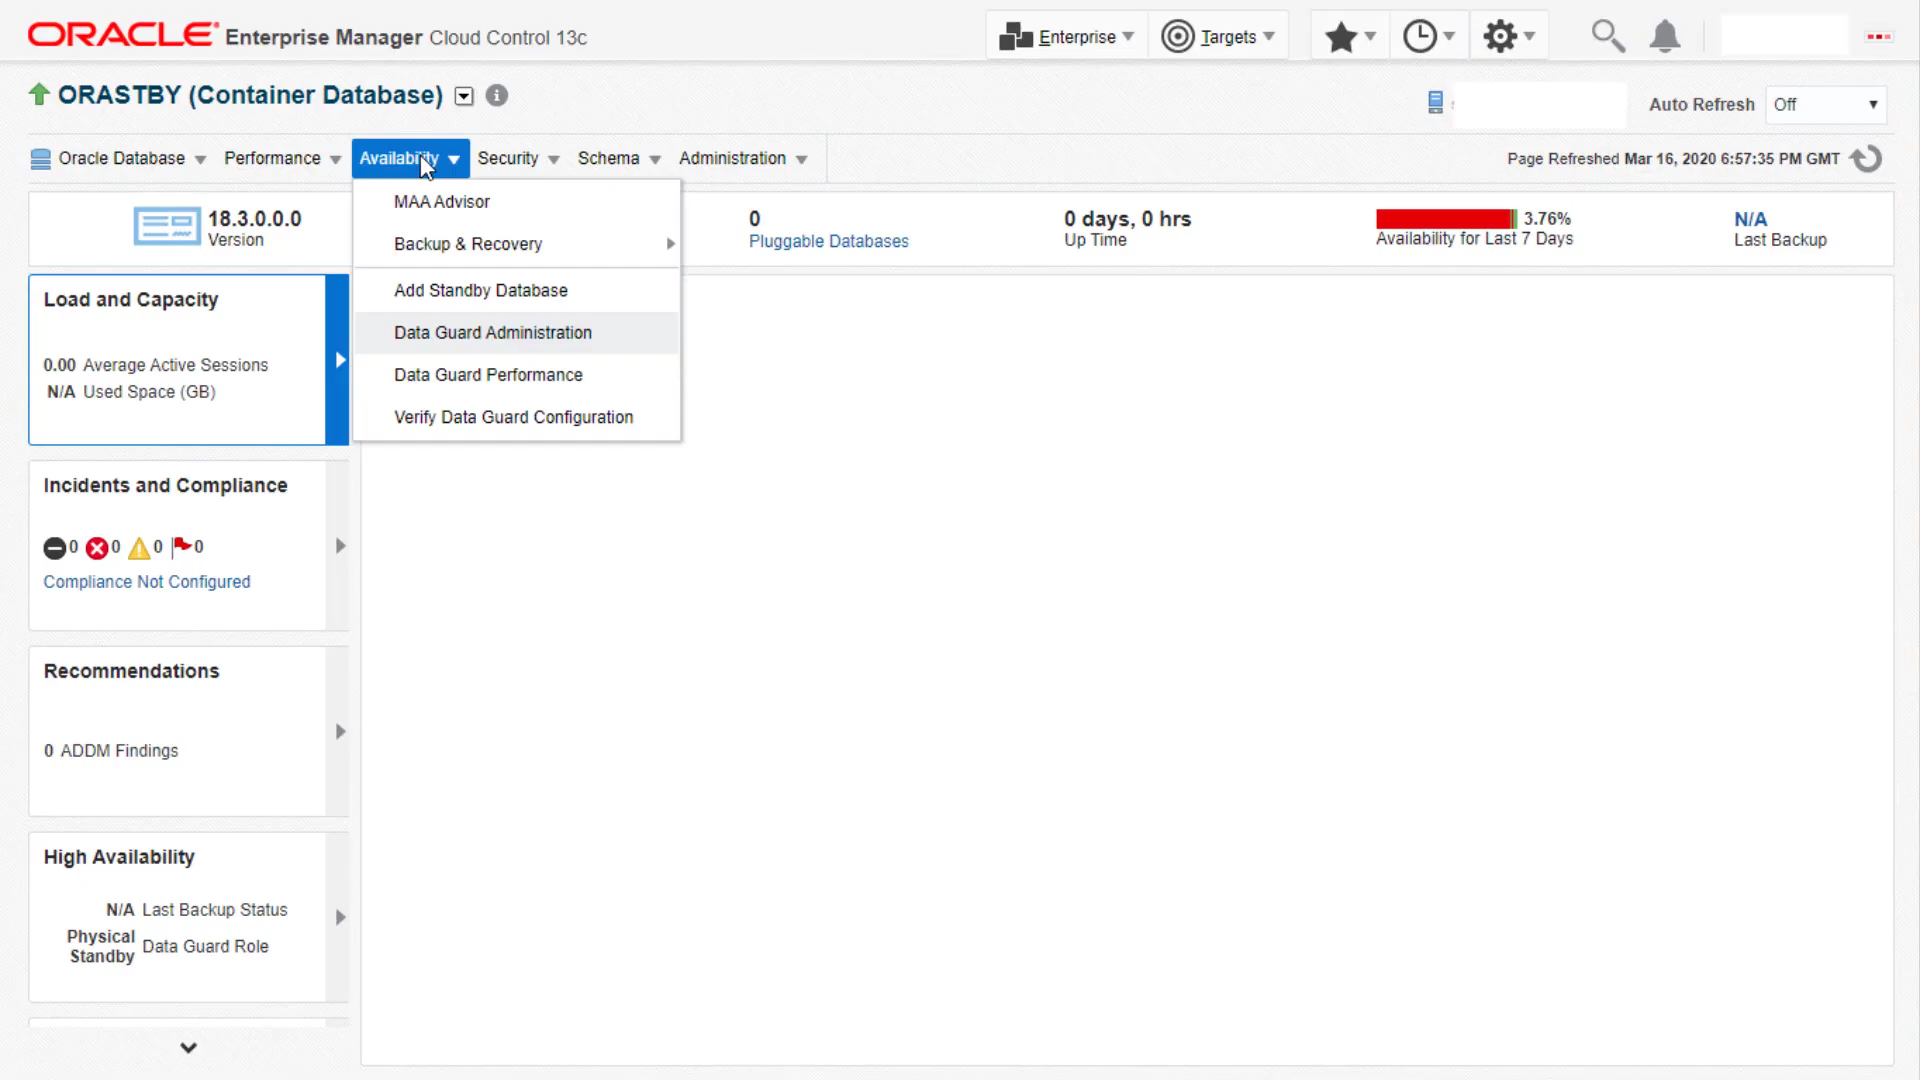 ORACLE Enterprise Manager Cloud Control 13c
Enterprise
Targets
ORASTBY (Container Database)
Auto Refresh Off
Oracle Database
Performance
Availability
Security
Schema
Administration
Page Refreshed Mar 16, 2020 6:57:35 PM GMT
MAA Advisor
Backup & Recovery
Add Standby Database
Data Guard Administration
Data Guard Performance
Verify Data Guard Configuration
18.3.0.0.0
Version
0
Pluggable Databases
0 days, 0 hrs
Up Time
3.76%
Availability for Last 7 Days
N/A
Last Backup
Load and Capacity
0.00 Average Active Sessions
N/A Used Space (GB)
Incidents and Compliance
0 0 0 0
Compliance Not Configured
Recommendations
0 ADDM Findings
High Availability
N/A Last Backup Status
Physical Standby Data Guard Role